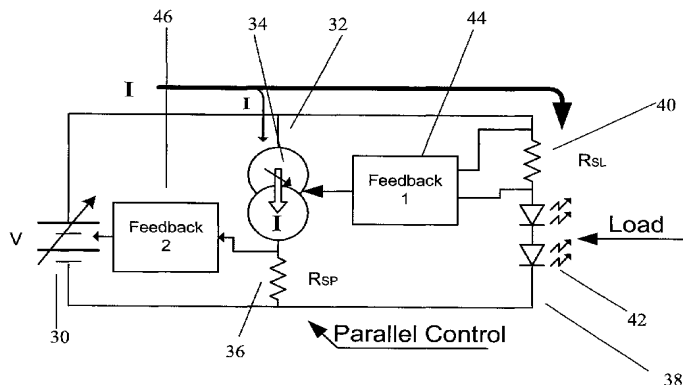 46
34
32
44
I
I
40
RSL
Feedback
1
V
Feedback
2
I
Load
RSP
30
36
Parallel Control
42
38